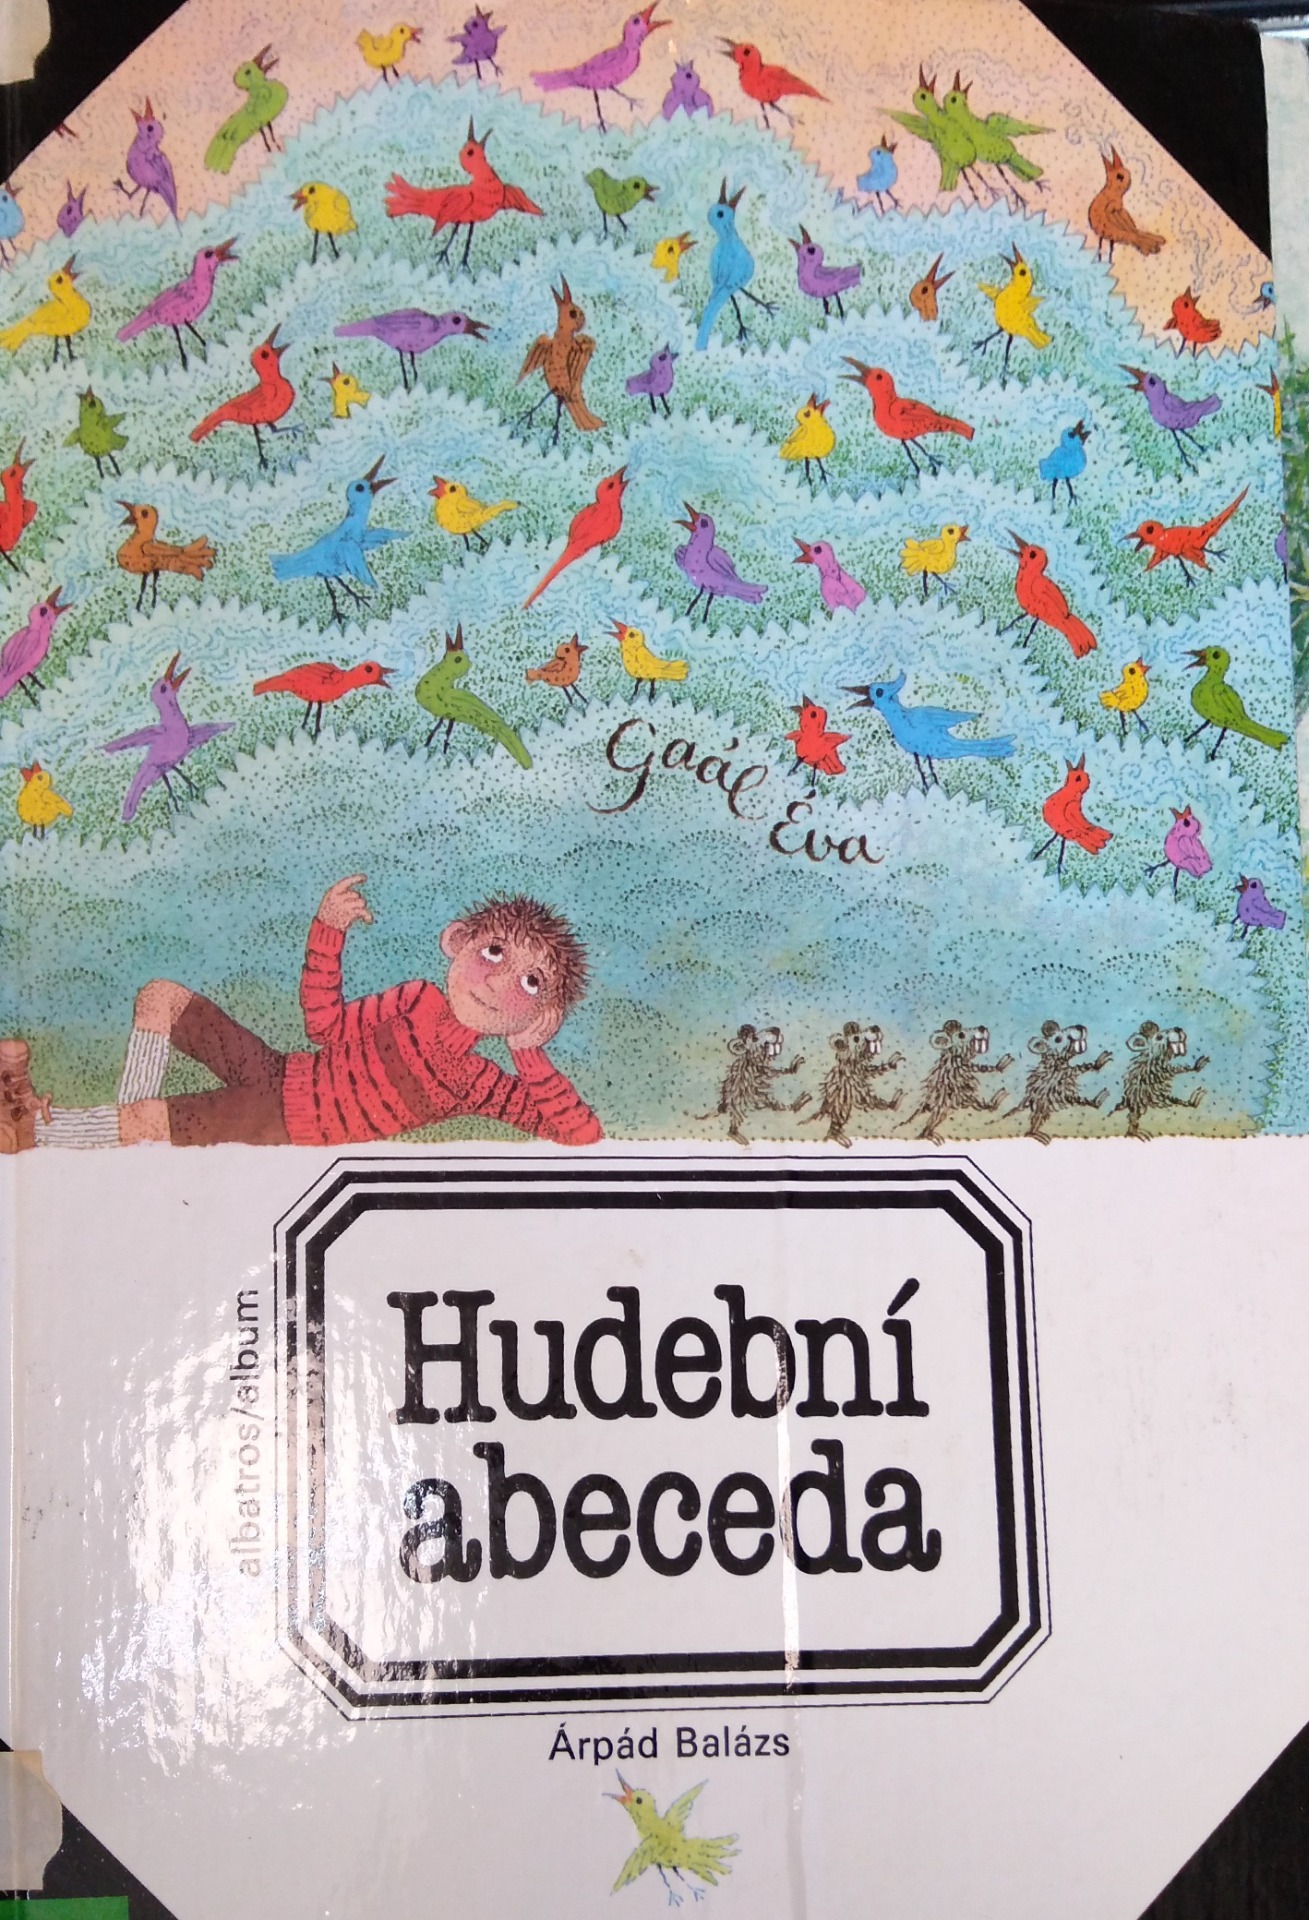 Gaál
Éva
albatros/album
Hudební
abeceda
Árpád Balázs